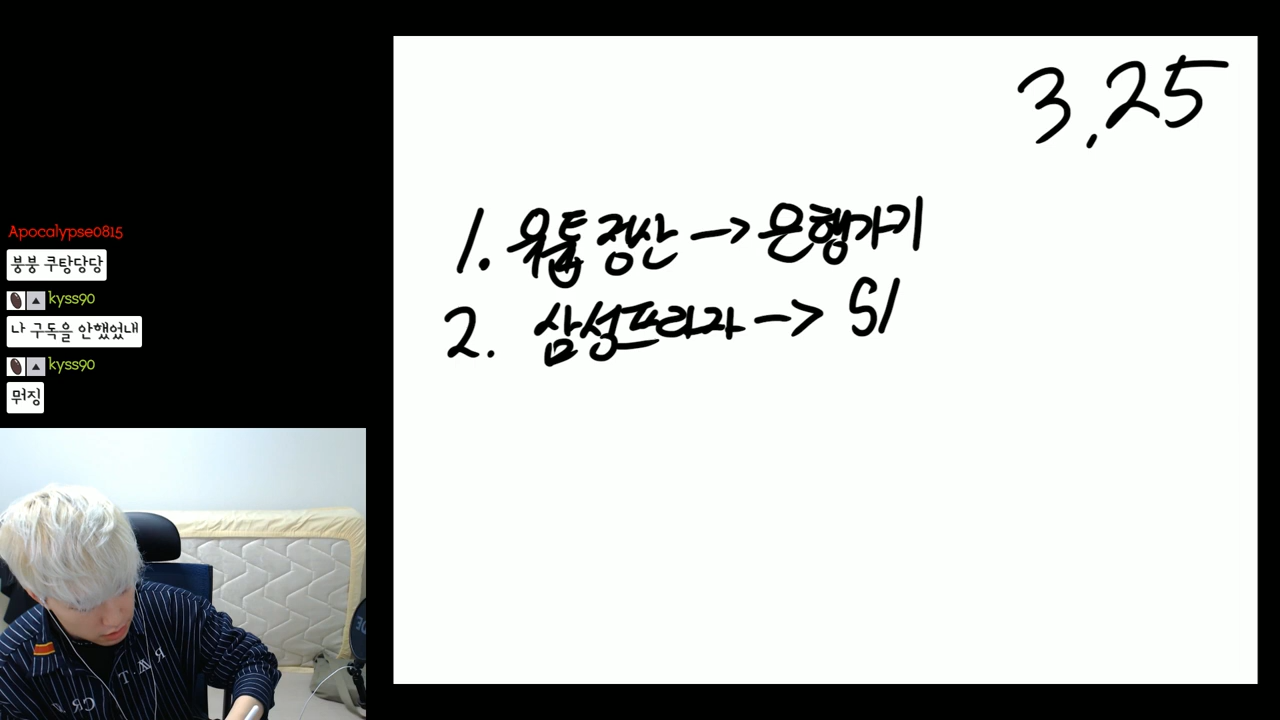 3.25
1. 유튭 정산 → 은행가기
2. 삼성프라자 →
Apocalypse0815
붕붕 쿠탕당당
kyss90
나 구독을 안했었내
kyss90
뭐징